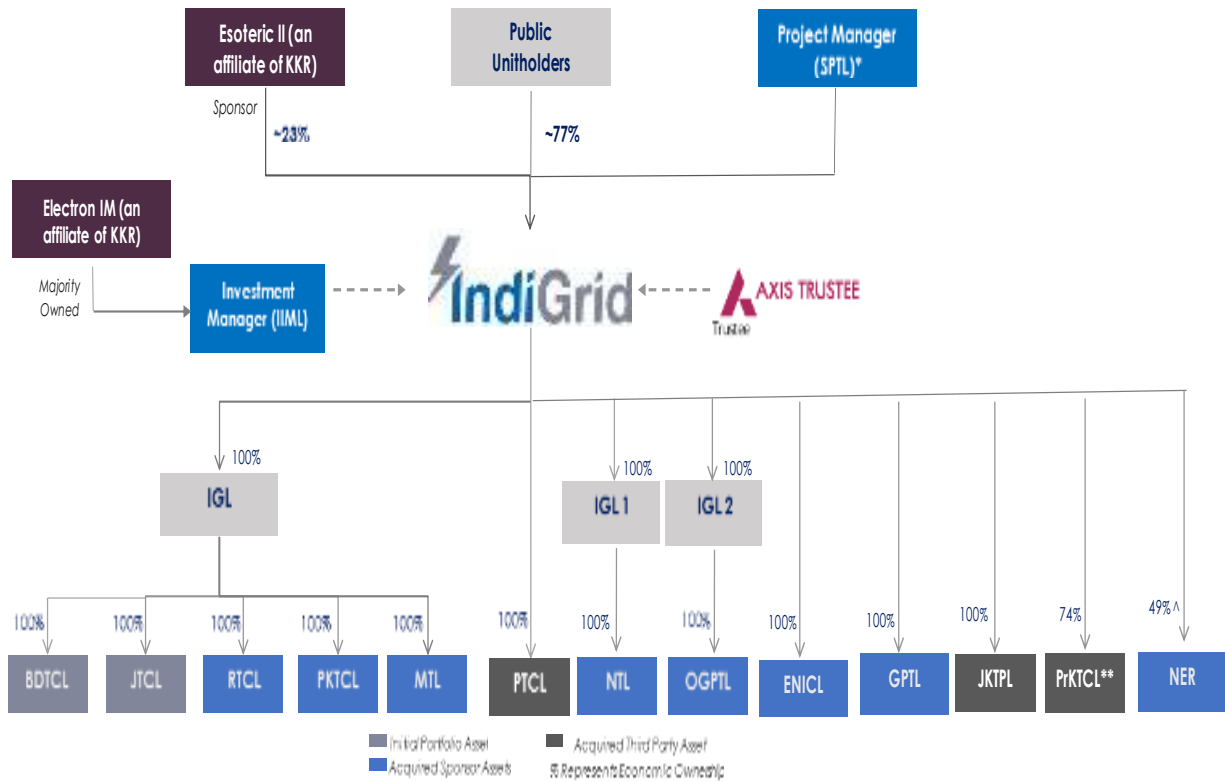 Esoteric II (an
affiliate of KKR)
Public
Unitholders
Project Manager
(SPTL)*
Sponsor
~23%
~77%
Electron IM (an
affiliate of KKR)
Majority
Owned
Investment
Manager (IIML)
IndiGrid
AXIS TRUSTEE
Trustee
100%
IGL
100%
IGL 1
100%
IGL 2
100%
100%
100%
100%
100%
100%
100%
100%
100%
100%
100%
74%
49% ^
BDTCL
JTCL
RTCL
PKTCL
MTL
PTCL
NTL
OGPTL
ENICL
GPTL
JKTPL
PrKTCL**
NER
Initial Portfolio Asset
Acquired Third Party Asset
Acquired Sponsor Assets
% Represents Economic Ownership